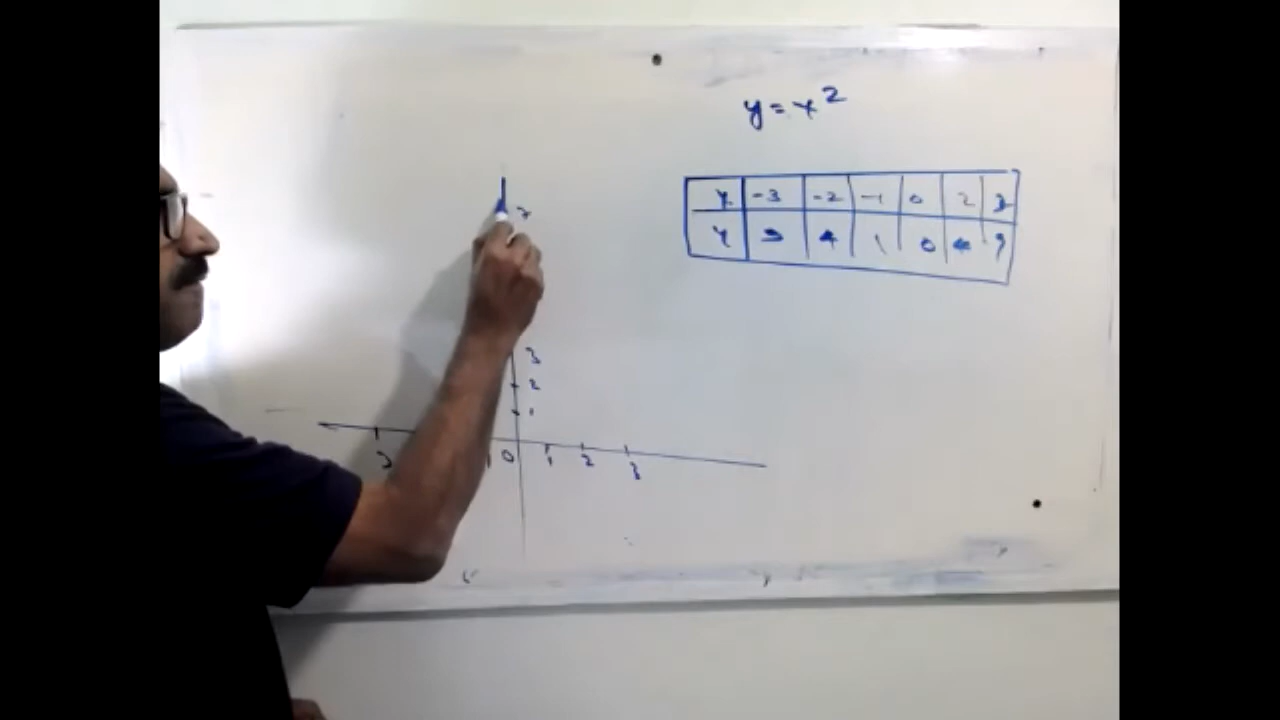 y = x²
x -3 -2 -1 0 2 3
y 9 4 1 0 4 9
3
2
1
0 1 2 3